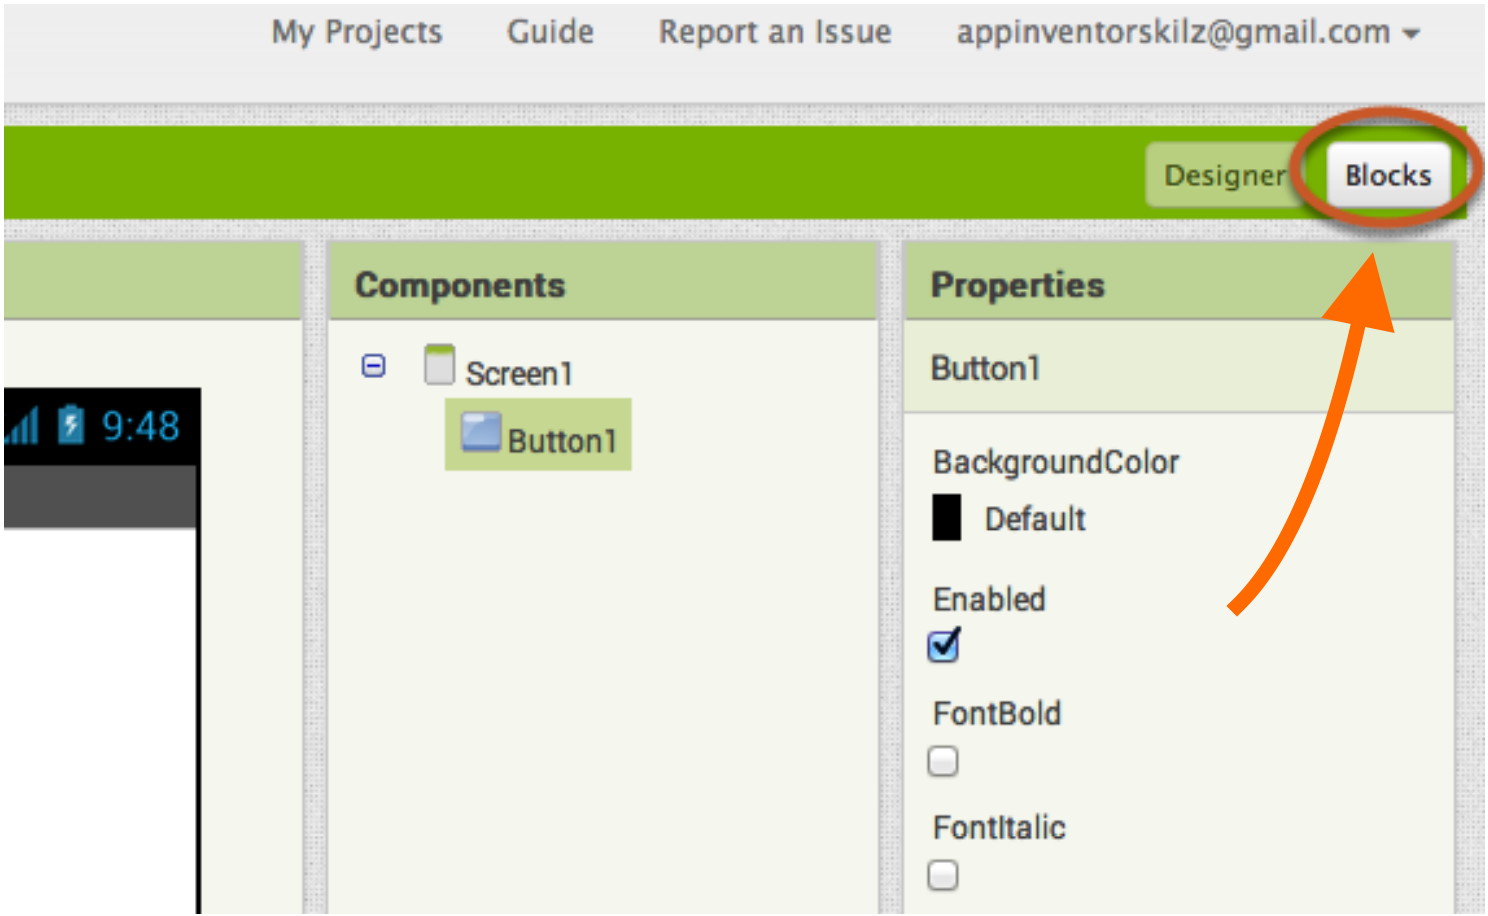 My Projects Guide Report an Issue appinventorskilz@gmail.com
Designer Blocks
Components
Properties
Screen1
Button1
Button1
9:48
BackgroundColor
Default
Enabled
FontBold
FontItalic